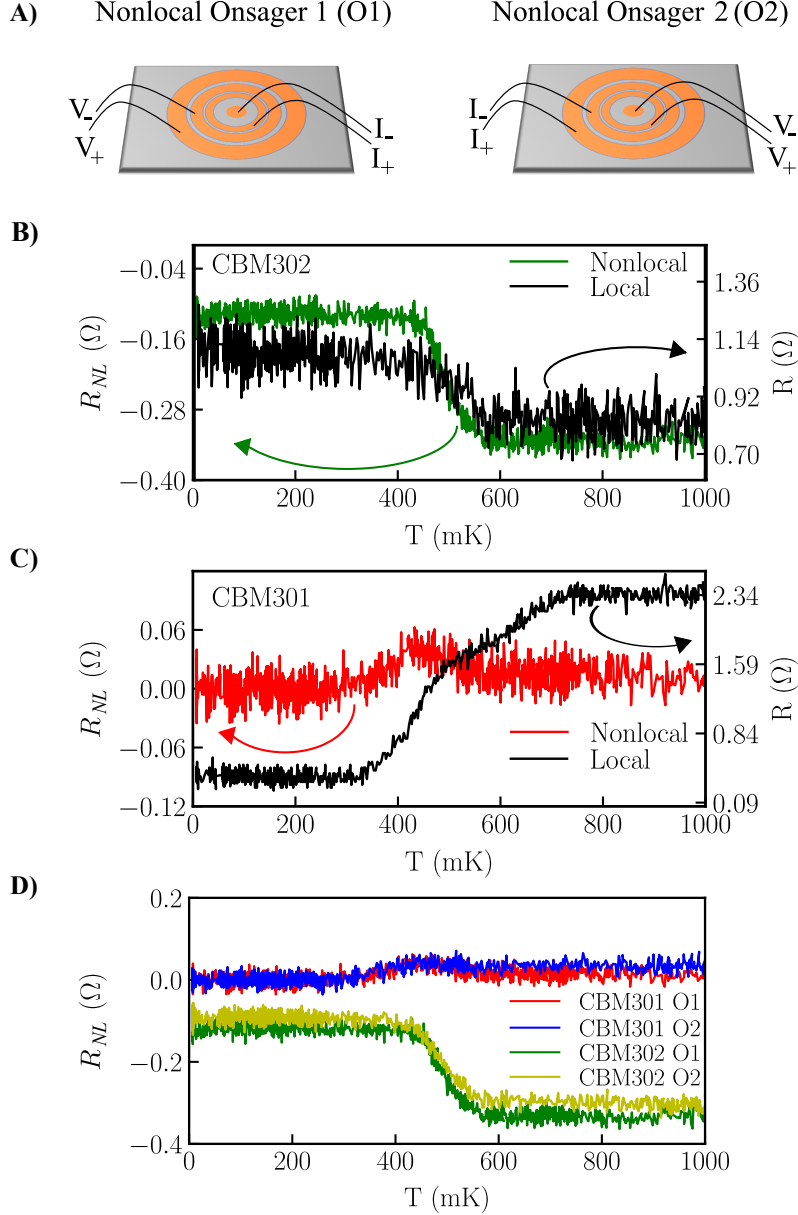 A)
Nonlocal Onsager 1 (O1)
Nonlocal Onsager 2 (O2)
V-
V+
I-
I+
I-
I+
V-
V+
B)
CBM302
Nonlocal
Local
−0.04
−0.16
−0.28
−0.40
R_NL (Ω)
1.36
1.14
0.92
0.70
R (Ω)
0 200 400 600 800 1000
T (mK)
C)
CBM301
Nonlocal
Local
0.06
0.00
−0.06
−0.12
R_NL (Ω)
2.34
1.59
0.84
0.09
R (Ω)
0 200 400 600 800 1000
T (mK)
D)
0.2
0.0
−0.2
−0.4
R_NL (Ω)
CBM301 O1
CBM301 O2
CBM302 O1
CBM302 O2
0 200 400 600 800 1000
T (mK)